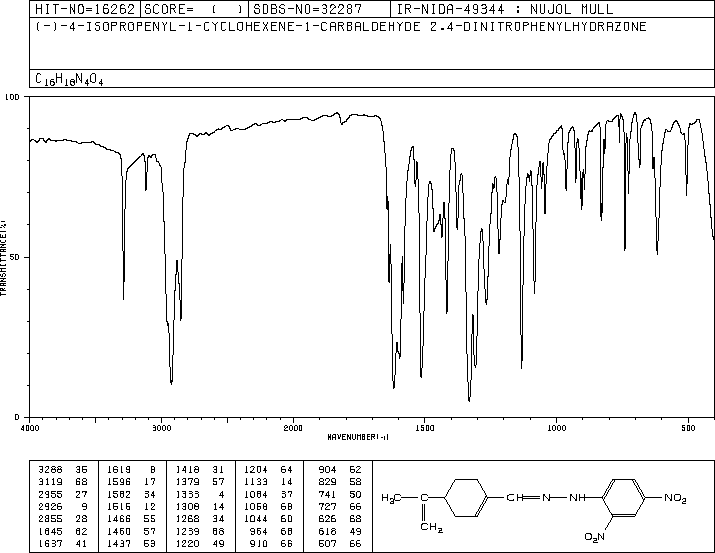 HIT-NO=16262 SCORE= ( ) SDBS-NO=32287 IR-NIDA-49344 : NUJOL MULL
(-)-4-ISOPROPENYL-1-CYCLOHEXENE-1-CARBALDEHYDE 2,4-DINITROPHENYLHYDRAZONE
C16H18N4O4
100
50
0
TRANSMITTANCE(%)
4000 3000 2000 1500 1000 500
WAVENUMBER(-1)
3288 36 1619 8 1418 31 1204 64 904 62
3119 68 1596 17 1379 57 1133 14 829 58
2955 27 1582 34 1333 4 1084 37 741 50
2926 9 1516 12 1308 14 1058 68 727 66
2855 28 1466 55 1268 34 1044 60 626 68
1645 62 1460 57 1239 68 964 68 618 49
1637 41 1437 53 1220 49 910 66 507 66
H3C
CH2
CH
N
NH
NO2
O2N